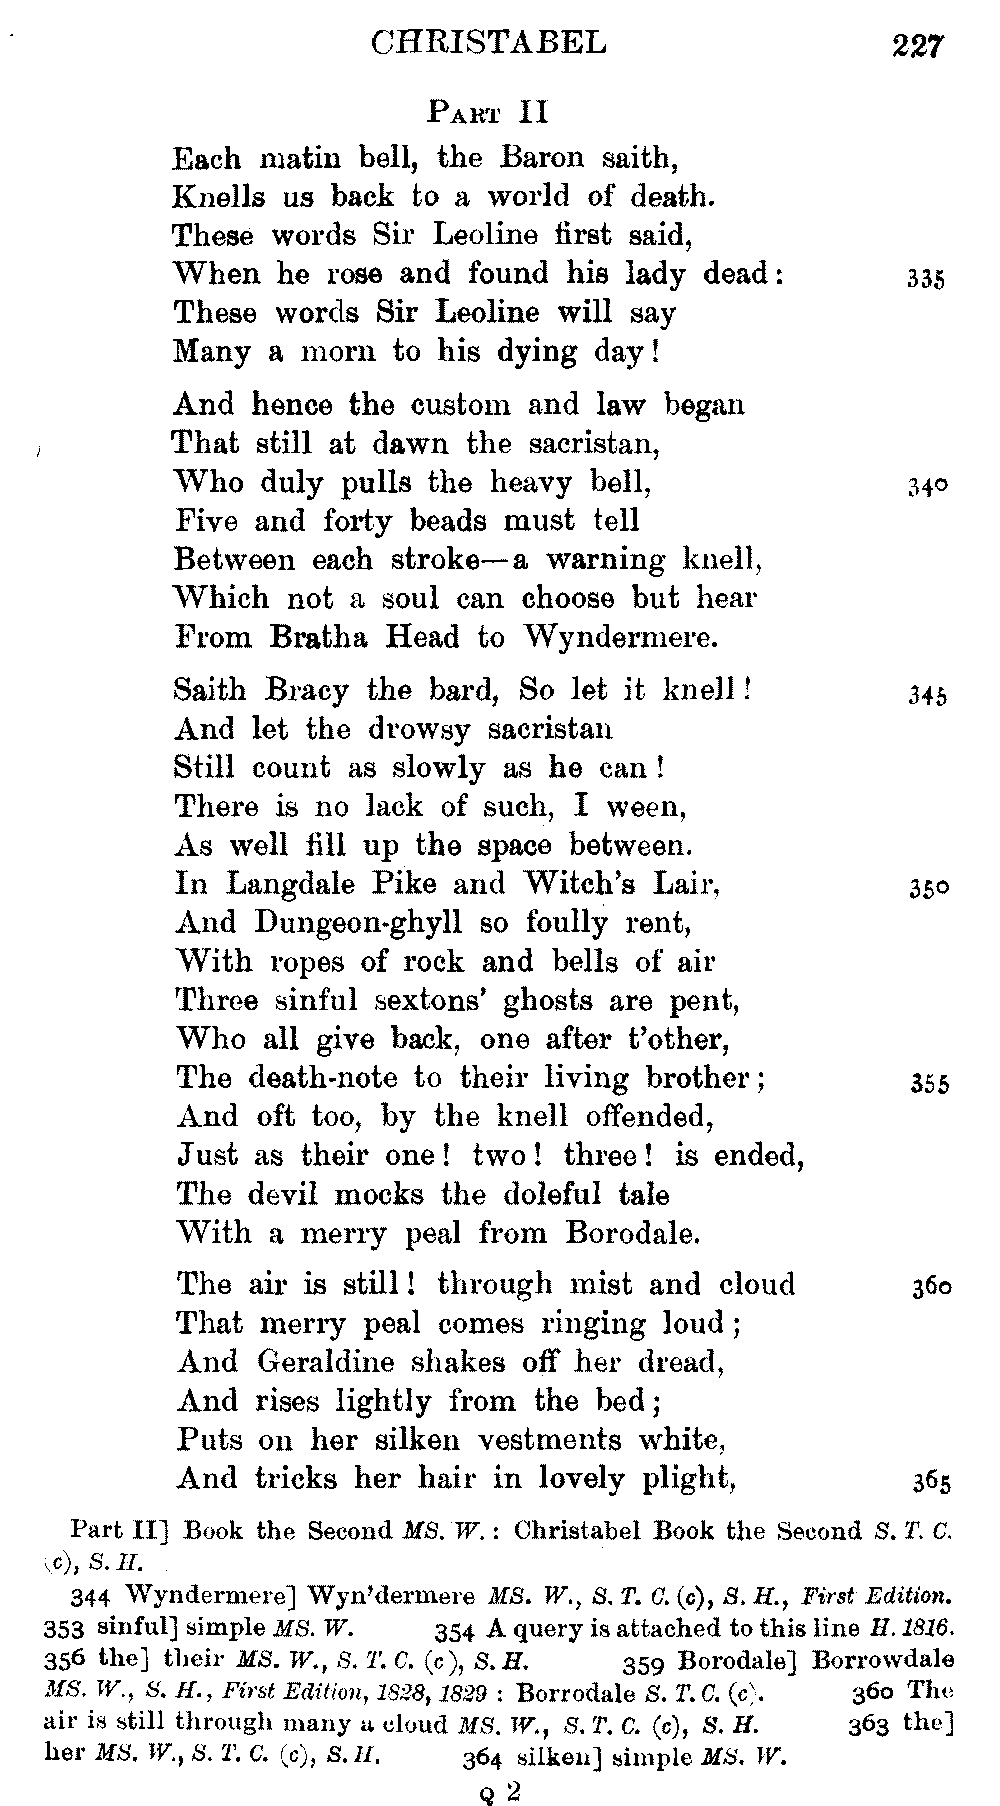 CHRISTABEL 227
PART II
Each matin bell, the Baron saith,
Knells us back to a world of death.
These words Sir Leoline first said,
When he rose and found his lady dead: 335
These words Sir Leoline will say
Many a morn to his dying day!
And hence the custom and law began
That still at dawn the sacristan,
Who duly pulls the heavy bell, 340
Five and forty beads must tell
Between each stroke—a warning knell,
Which not a soul can choose but hear
From Bratha Head to Wyndermere.
Saith Bracy the bard, So let it knell! 345
And let the drowsy sacristan
Still count as slowly as he can!
There is no lack of such, I ween,
As well fill up the space between.
In Langdale Pike and Witch's Lair, 350
And Dungeon-ghyll so foully rent,
With ropes of rock and bells of air
Three sinful sextons' ghosts are pent,
Who all give back, one after t'other,
The death-note to their living brother; 355
And oft too, by the knell offended,
Just as their one! two! three! is ended,
The devil mocks the doleful tale
With a merry peal from Borodale.
The air is still! through mist and cloud 360
That merry peal comes ringing loud;
And Geraldine shakes off her dread,
And rises lightly from the bed;
Puts on her silken vestments white,
And tricks her hair in lovely plight, 365
Part II] Book the Second MS. W.: Christabel Book the Second S. T. C.
(c), S. H.
344 Wyndermere] Wyn'dermere MS. W., S. T. C. (c), S. H., First Edition.
353 sinful] simple MS. W. 354 A query is attached to this line H. 1816.
356 the] their MS. W., S. T. C. (c), S. H. 359 Borodale] Borrowdale
MS. W., S. H., First Edition, 1828, 1829 : Borrodale S. T. C. (c). 360 The
air is still through many a cloud MS. W., S. T. C. (c), S. H. 363 the]
her MS. W., S. T. C. (c), S. H. 364 silken] simple MS. W.
Q 2